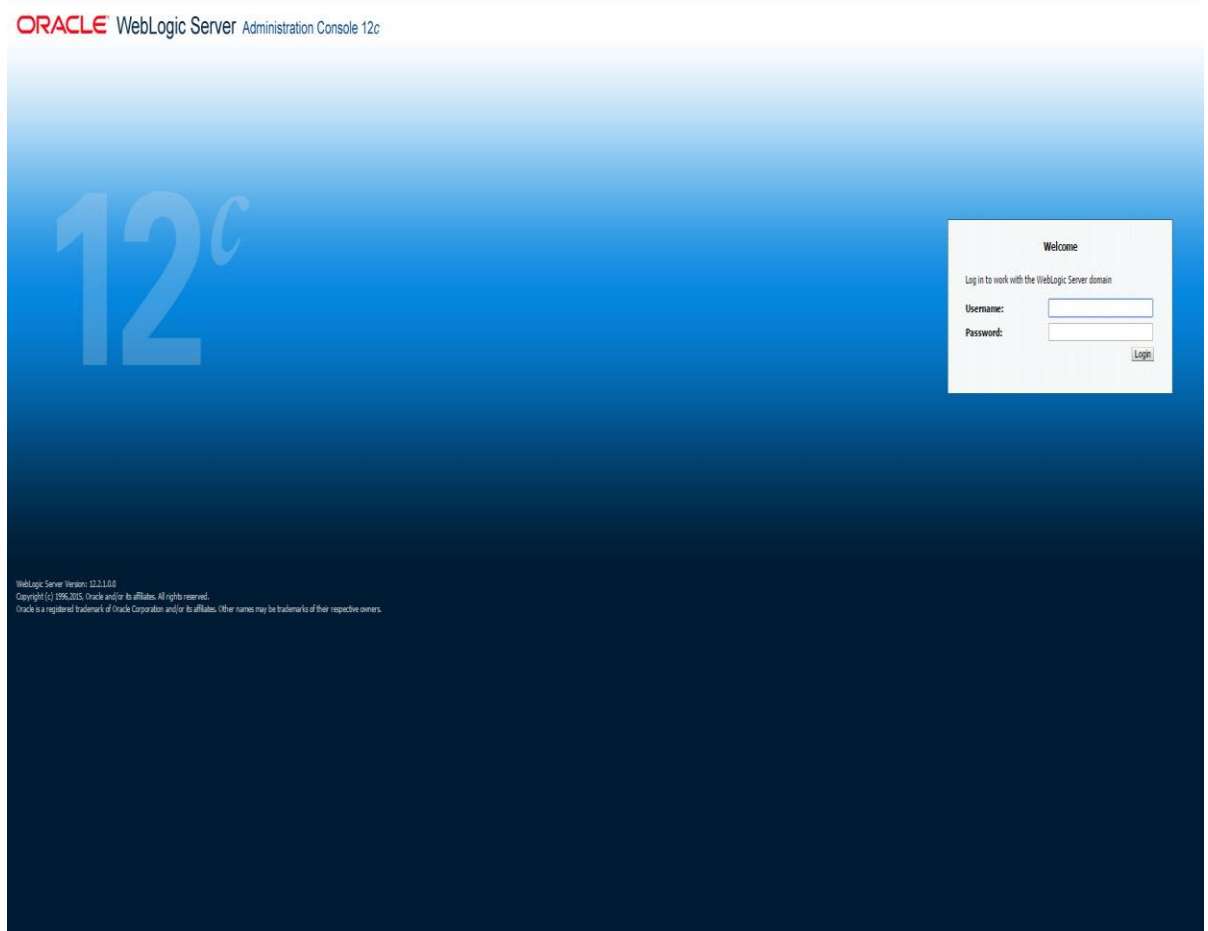 ORACLE WebLogic Server Administration Console 12c
12c
Welcome
Log in to work with the WebLogic Server domain
Username:
Password:
Login
WebLogic Server Version: 12.2.1.0.0
Copyright (c) 1996,2015, Oracle and/or its affiliates. All rights reserved.
Oracle is a registered trademark of Oracle Corporation and/or its affiliates. Other names may be trademarks of their respective owners.